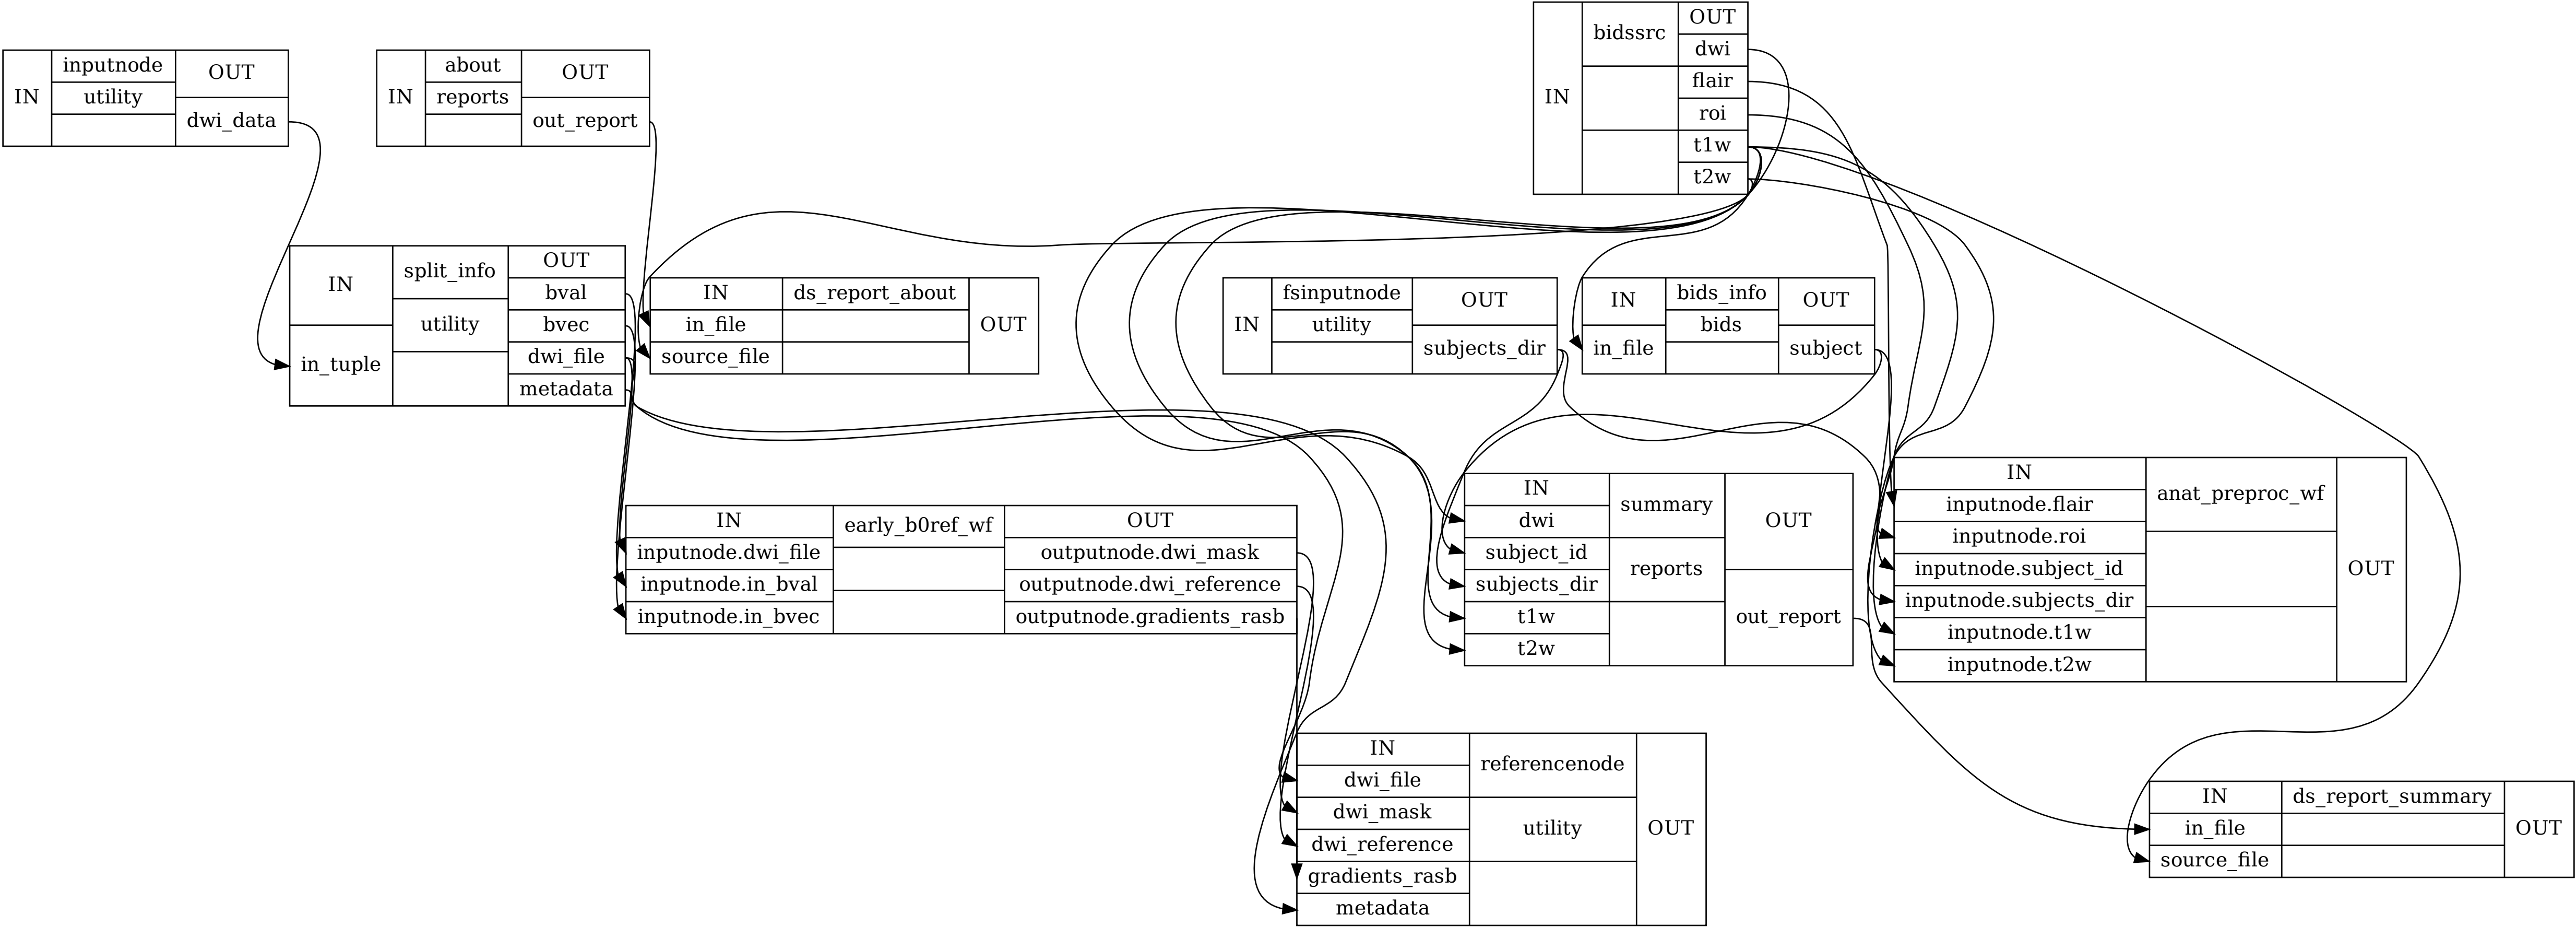 IN
inputnode
utility
OUT
dwi_data
IN
about
reports
OUT
out_report
IN
bidssrc
OUT
dwi
flair
roi
t1w
t2w
IN
in_tuple
split_info
utility
OUT
bval
bvec
dwi_file
metadata
IN
in_file
source_file
ds_report_about
OUT
IN
fsinputnode
utility
OUT
subjects_dir
IN
in_file
bids_info
bids
OUT
subject
IN
inputnode.dwi_file
inputnode.in_bval
inputnode.in_bvec
early_b0ref_wf
OUT
outputnode.dwi_mask
outputnode.dwi_reference
outputnode.gradients_rasb
IN
dwi
subject_id
subjects_dir
t1w
t2w
summary
reports
OUT
out_report
IN
inputnode.flair
inputnode.roi
inputnode.subject_id
inputnode.subjects_dir
inputnode.t1w
inputnode.t2w
anat_preproc_wf
OUT
IN
dwi_file
dwi_mask
dwi_reference
gradients_rasb
metadata
referencenode
utility
OUT
IN
in_file
source_file
ds_report_summary
OUT